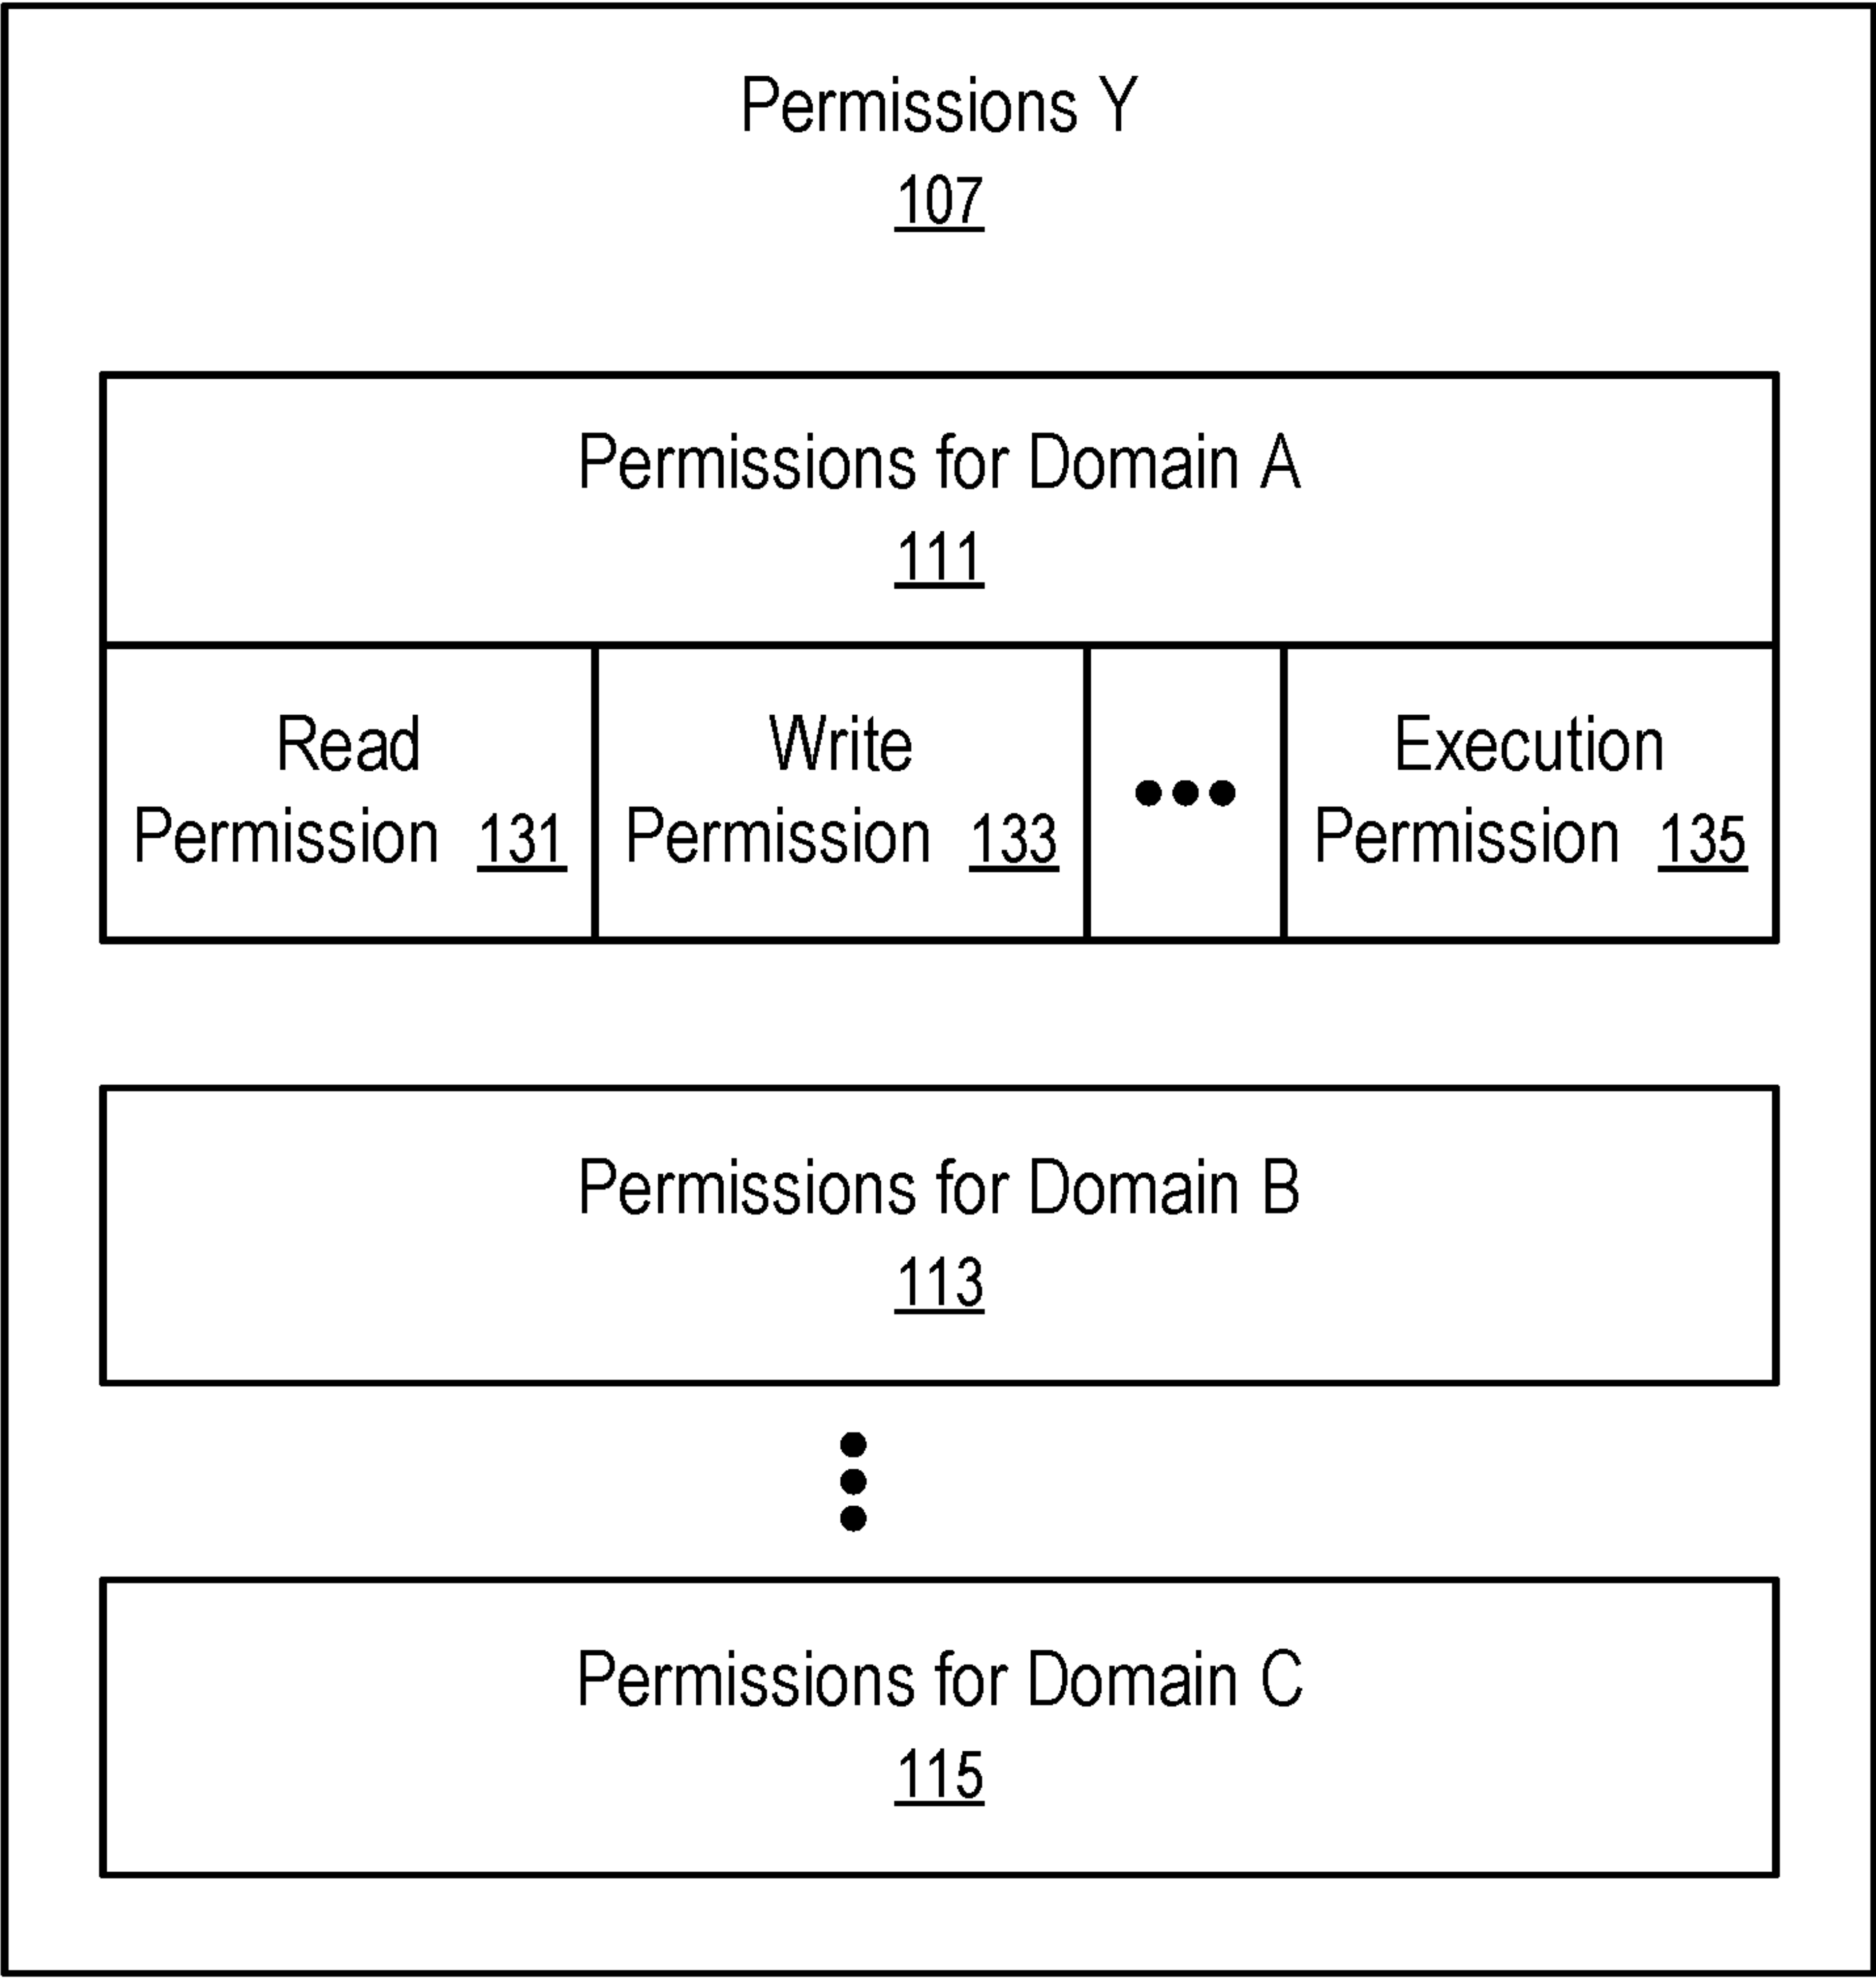 Permissions Y
107
Permissions for Domain A
111
Read
Permission 131
Write
Permission 133
Execution
Permission 135
Permissions for Domain B
113
Permissions for Domain C
115